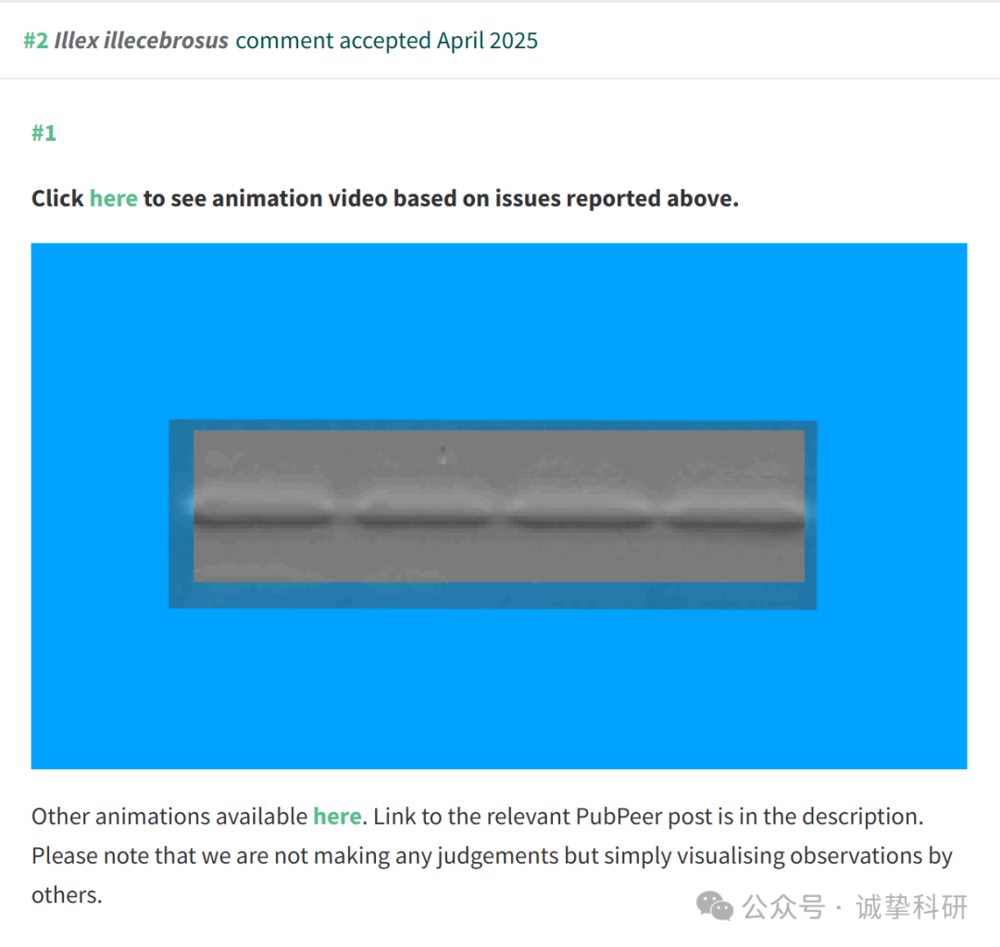 #2 Illex illecebrosus comment accepted April 2025
#1
Click here to see animation video based on issues reported above.
Other animations available here. Link to the relevant PubPeer post is in the description.
Please note that we are not making any judgements but simply visualising observations by
others.
公众号 · 诚挚科研